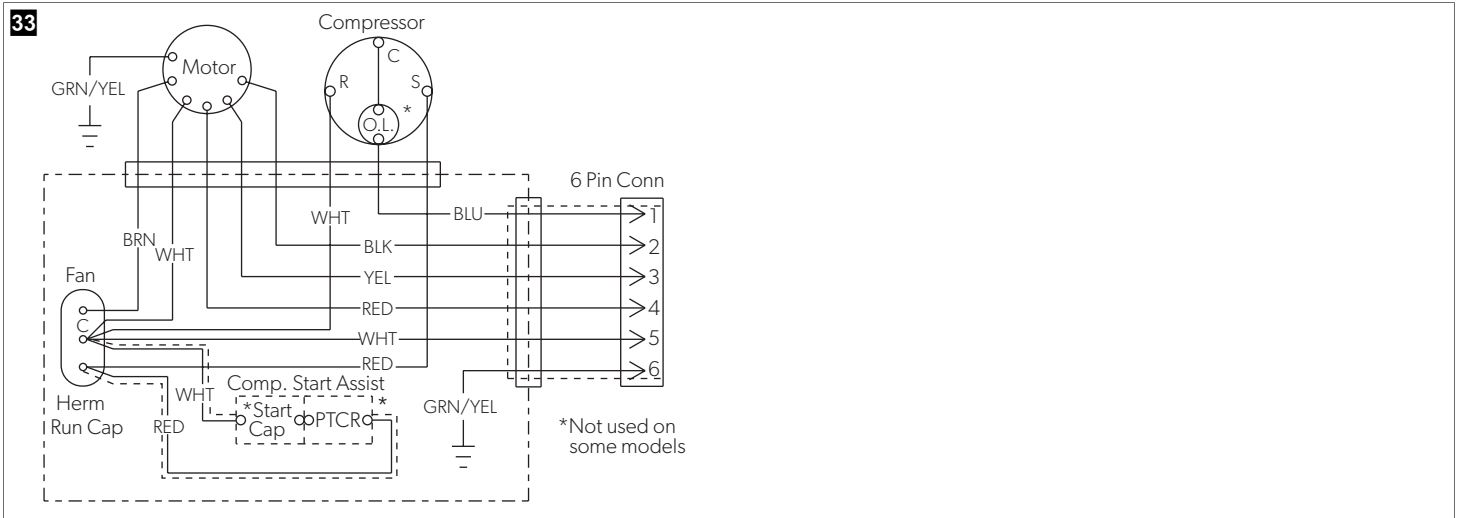 33
Compressor
Motor
C
R
S
GRN/YEL
*
O.L.
6 Pin Conn
WHT
BLU
1
BRN
WHT
BLK
2
Fan
YEL
3
RED
4
C
WHT
5
RED
6
WHT
Comp. Start Assist
Herm
Run Cap
RED
*Start
Cap
PTCR
*
GRN/YEL
*Not used on
some models